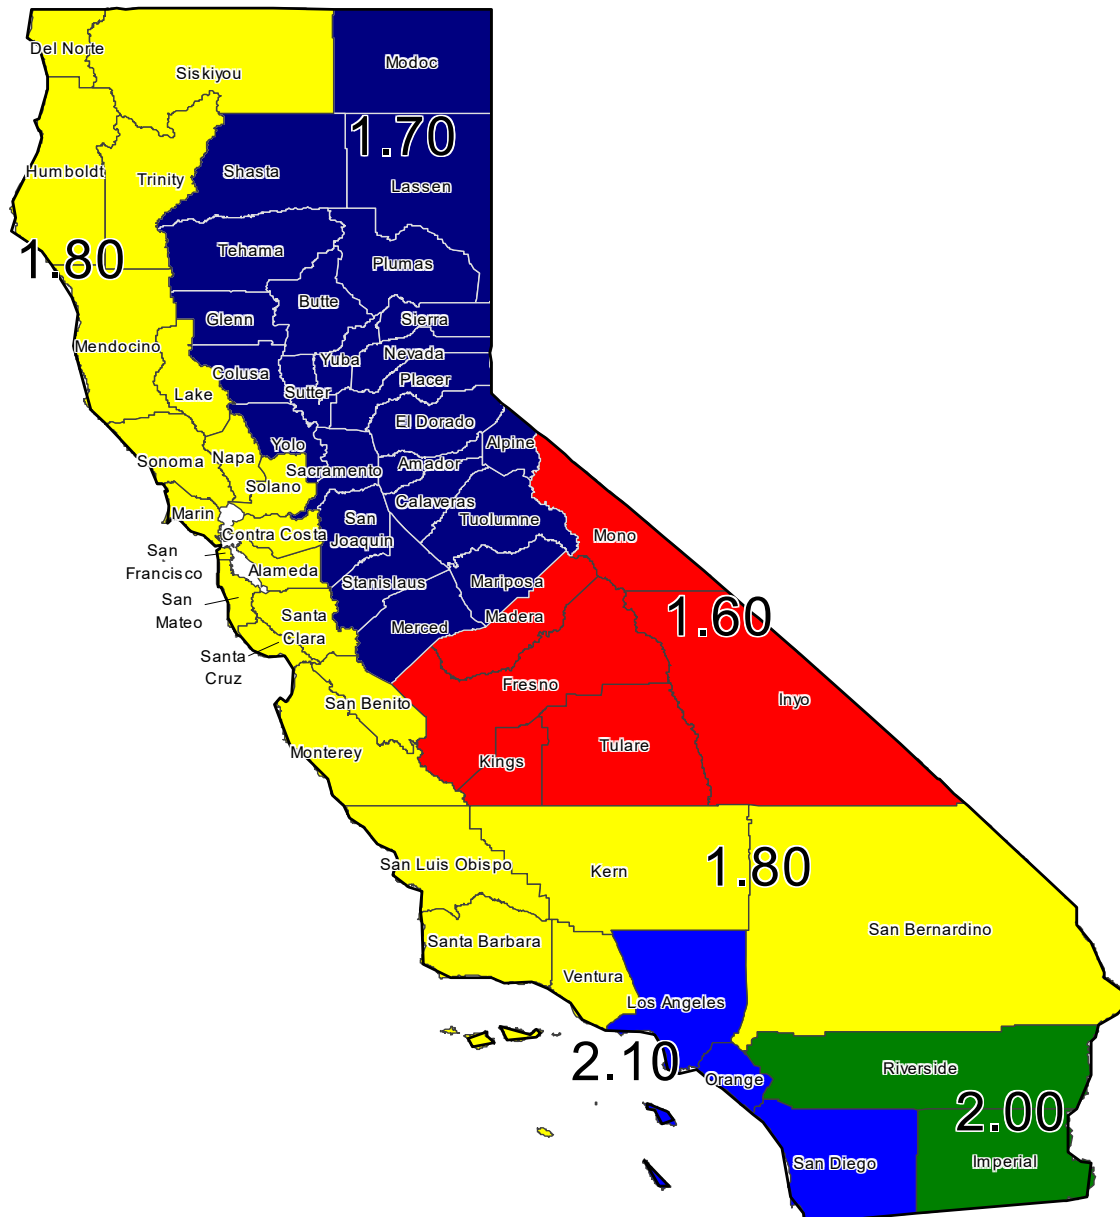 Del Norte
Siskiyou
Modoc
1.70
Humboldt
Trinity
Shasta
Lassen
1.80
Tehama
Plumas
Butte
Glenn
Sierra
Mendocino
Yuba
Nevada
Colusa
Placer
Lake
Sutter
El Dorado
Yolo
Alpine
Sonoma
Napa
Sacramento
Amador
Solano
Calaveras
Marin
San
Joaquin
Tuolumne
Contra Costa
Mono
San
Francisco
Alameda
Stanislaus
Mariposa
San
Mateo
Santa
Clara
Merced
Madera
1.60
Santa
Cruz
Fresno
San Benito
Inyo
Monterey
Kings
Tulare
San Luis Obispo
Kern
1.80
San Bernardino
Santa Barbara
Ventura
Los Angeles
2.10
Orange
Riverside
2.00
San Diego
Imperial